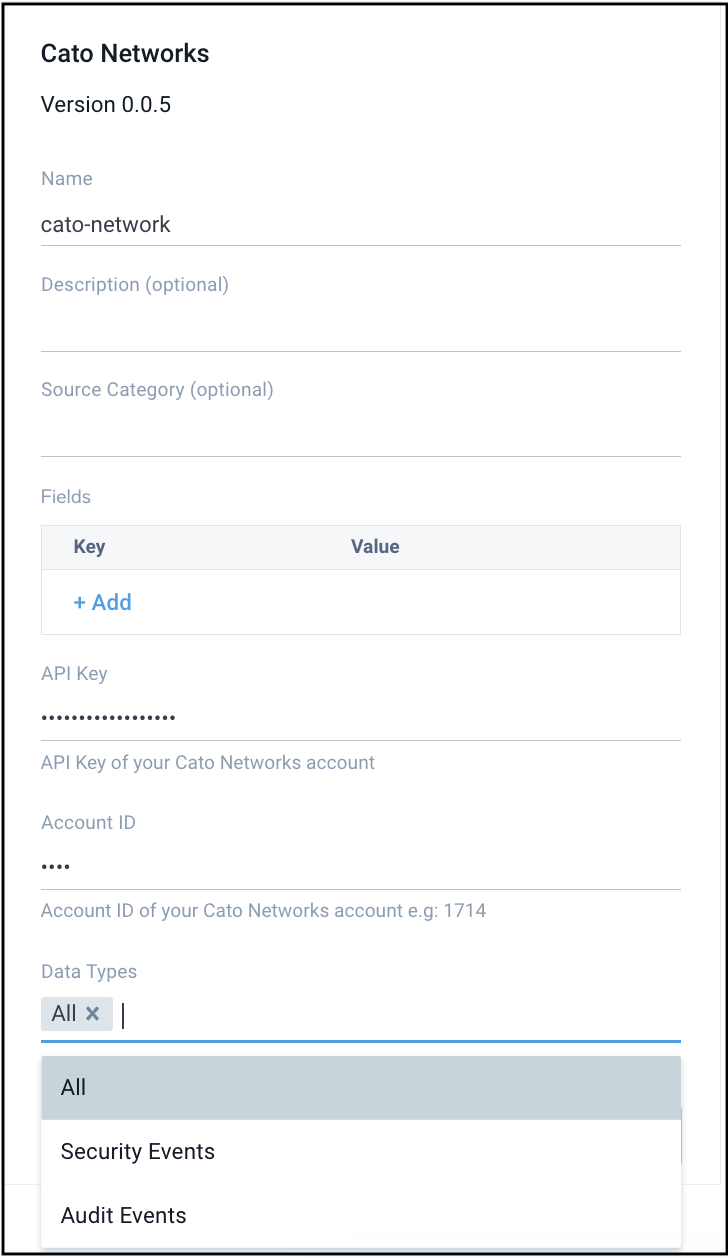 Cato Networks
Version 0.0.5
Name
cato-network
Description (optional)
Source Category (optional)
Fields
Key Value
+ Add
API Key
••••••••••••••••••
API Key of your Cato Networks account
Account ID
••••
Account ID of your Cato Networks account e.g: 1714
Data Types
All ×
All
Security Events
Audit Events